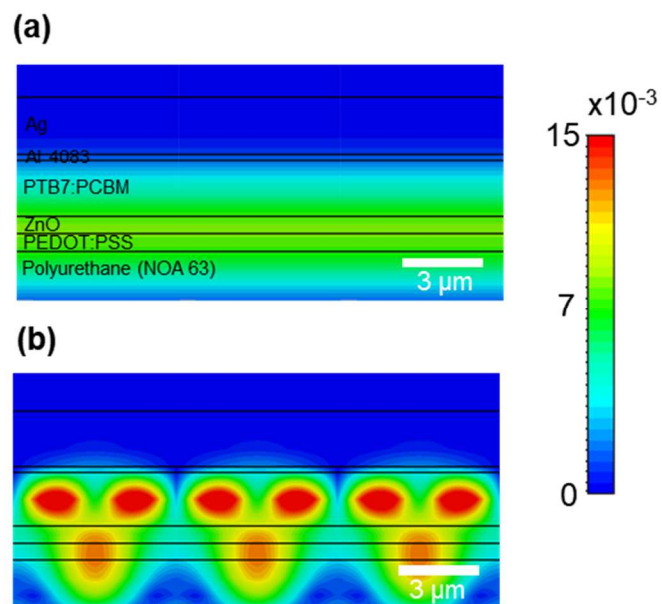 (a)
x10-3
15
Ag
AI 4083
PTB7:PCBM
ZnO
PEDOT:PSS
Polyurethane (NOA 63)
3 μm
7
(b)
0
3 μm